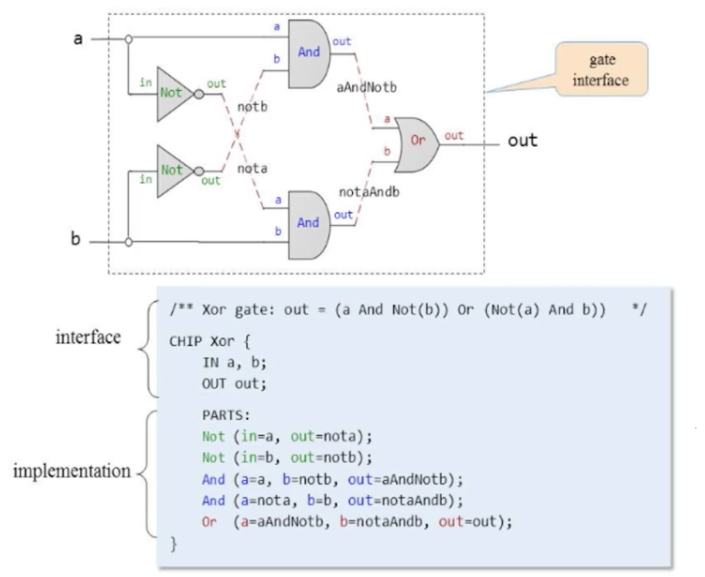 a
a
And
out
gate
interface
b
in
Not
out
notb
aAndNotb
a
Or
out
out
b
nota
in
Not
out
notaAndb
a
And
out
b
b
/** Xor gate: out = (a And Not(b)) Or (Not(a) And b))   */
interface
CHIP Xor {
IN a, b;
OUT out;
PARTS:
Not (in=a, out=nota);
Not (in=b, out=notb);
implementation
And (a=a, b=notb, out=aAndNotb);
And (a=nota, b=b, out=notaAndb);
Or  (a=aAndNotb, b=notaAndb, out=out);
}